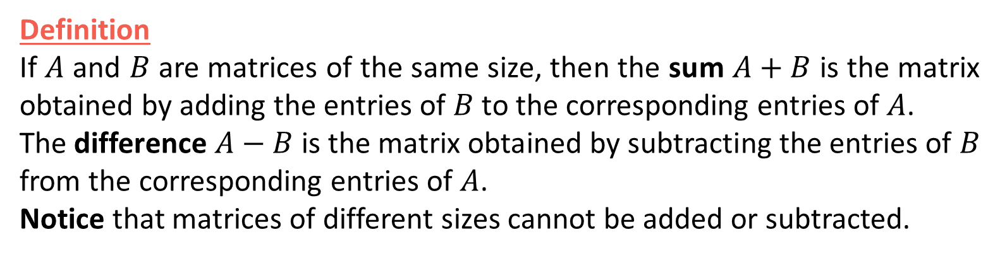 Definition
If A and B are matrices of the same size, then the sum A + B is the matrix
obtained by adding the entries of B to the corresponding entries of A.
The difference A − B is the matrix obtained by subtracting the entries of B
from the corresponding entries of A.
Notice that matrices of different sizes cannot be added or subtracted.